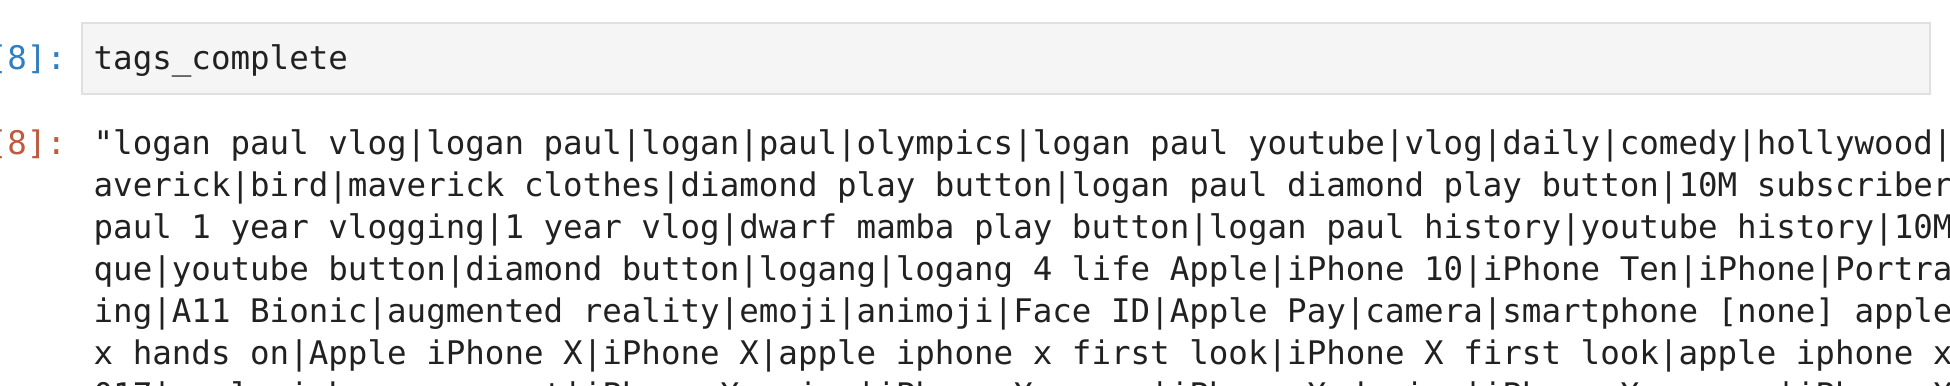 [8]: tags_complete
[8]: "logan paul vlog|logan paul|logan|paul|olympics|logan paul youtube|vlog|daily|comedy|hollywood|
averick|bird|maverick clothes|diamond play button|logan paul diamond play button|10M subscriber
paul 1 year vlogging|1 year vlog|dwarf mamba play button|logan paul history|youtube history|10M
que|youtube button|diamond button|logang|logang 4 life Apple|iPhone 10|iPhone Ten|iPhone|Portra
ing|A11 Bionic|augmented reality|emoji|animoji|Face ID|Apple Pay|camera|smartphone [none] apple
x hands on|Apple iPhone X|iPhone X|apple iphone x first look|iPhone X first look|apple iphone x